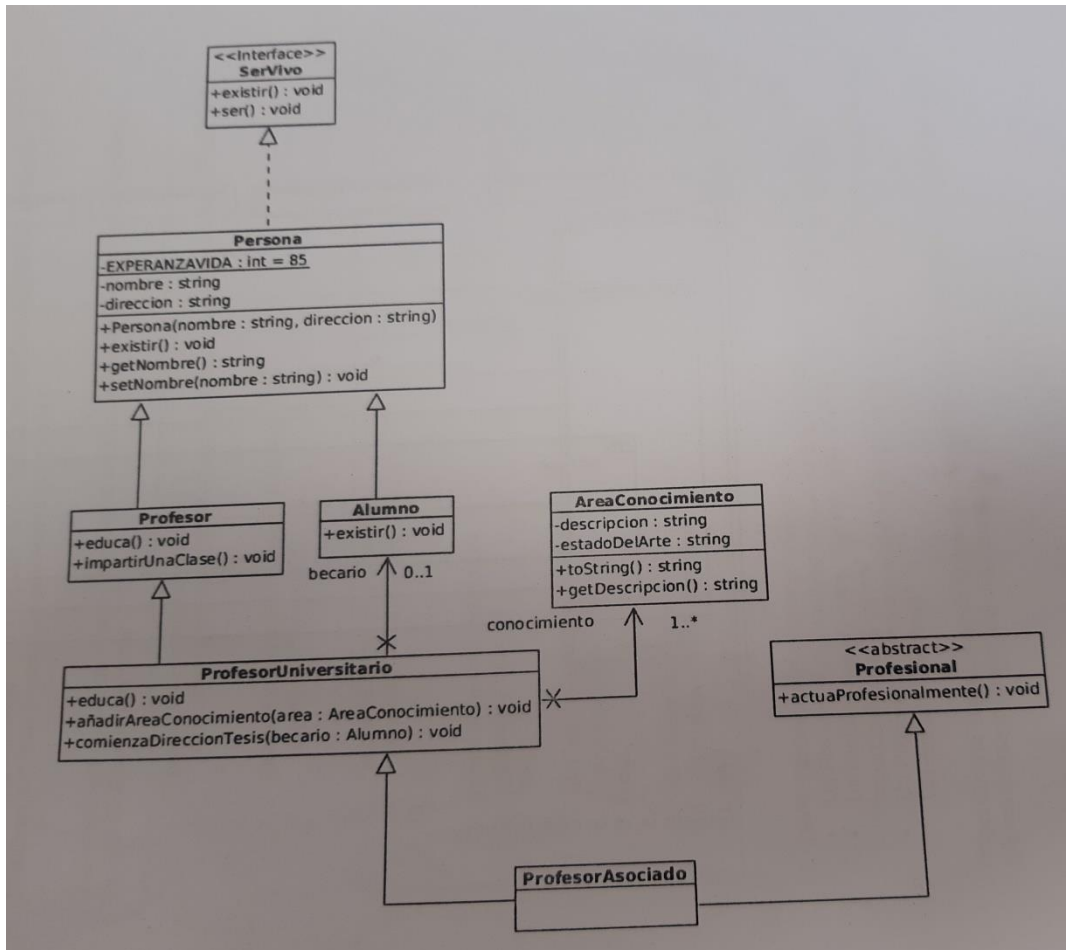 <<Interface>>
SerVivo
+existir() : void
+ser() : void
Persona
-EXPERANZAVIDA : int = 85
-nombre : string
-direccion : string
+Persona(nombre : string, direccion : string)
+existir() : void
+getNombre() : string
+setNombre(nombre : string) : void
Profesor
+educa() : void
+impartirUnaClase() : void
Alumno
+existir() : void
becario 0..1
AreaConocimiento
-descripcion : string
-estadoDelArte : string
+toString() : string
+getDescripcion() : string
conocimiento 1..*
ProfesorUniversitario
+educa() : void
+añadirAreaConocimiento(area : AreaConocimiento) : void
+comienzaDireccionTesis(becario : Alumno) : void
<<abstract>>
Profesional
+actuaProfesionalmente() : void
ProfesorAsociado